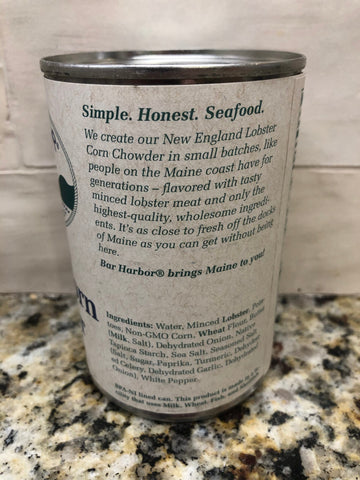 Simple. Honest. Seafood.
We create our New England Lobster
Corn Chowder in small batches, like
people on the Maine coast have for
generations – flavored with tasty
minced lobster meat and only the
highest-quality, wholesome ingredi-
ents. It's as close to fresh off the docks
of Maine as you can get without being
here.
Bar Harbor® brings Maine to you!
Ingredients: Water, Minced Lobster, Pota-
toes, Non-GMO Corn, Wheat Flour, Butter
(Milk, Salt), Dehydrated Onion, Native
Tapioca Starch, Sea Salt, Seasoned Salt
(Salt, Sugar, Paprika, Turmeric, Dehydrat-
ed Celery, Dehydrated Garlic, Dehydrated
Onion), White Pepper.
BPA-NI lined can. This product is made in a
that uses Milk, Wheat, Fish